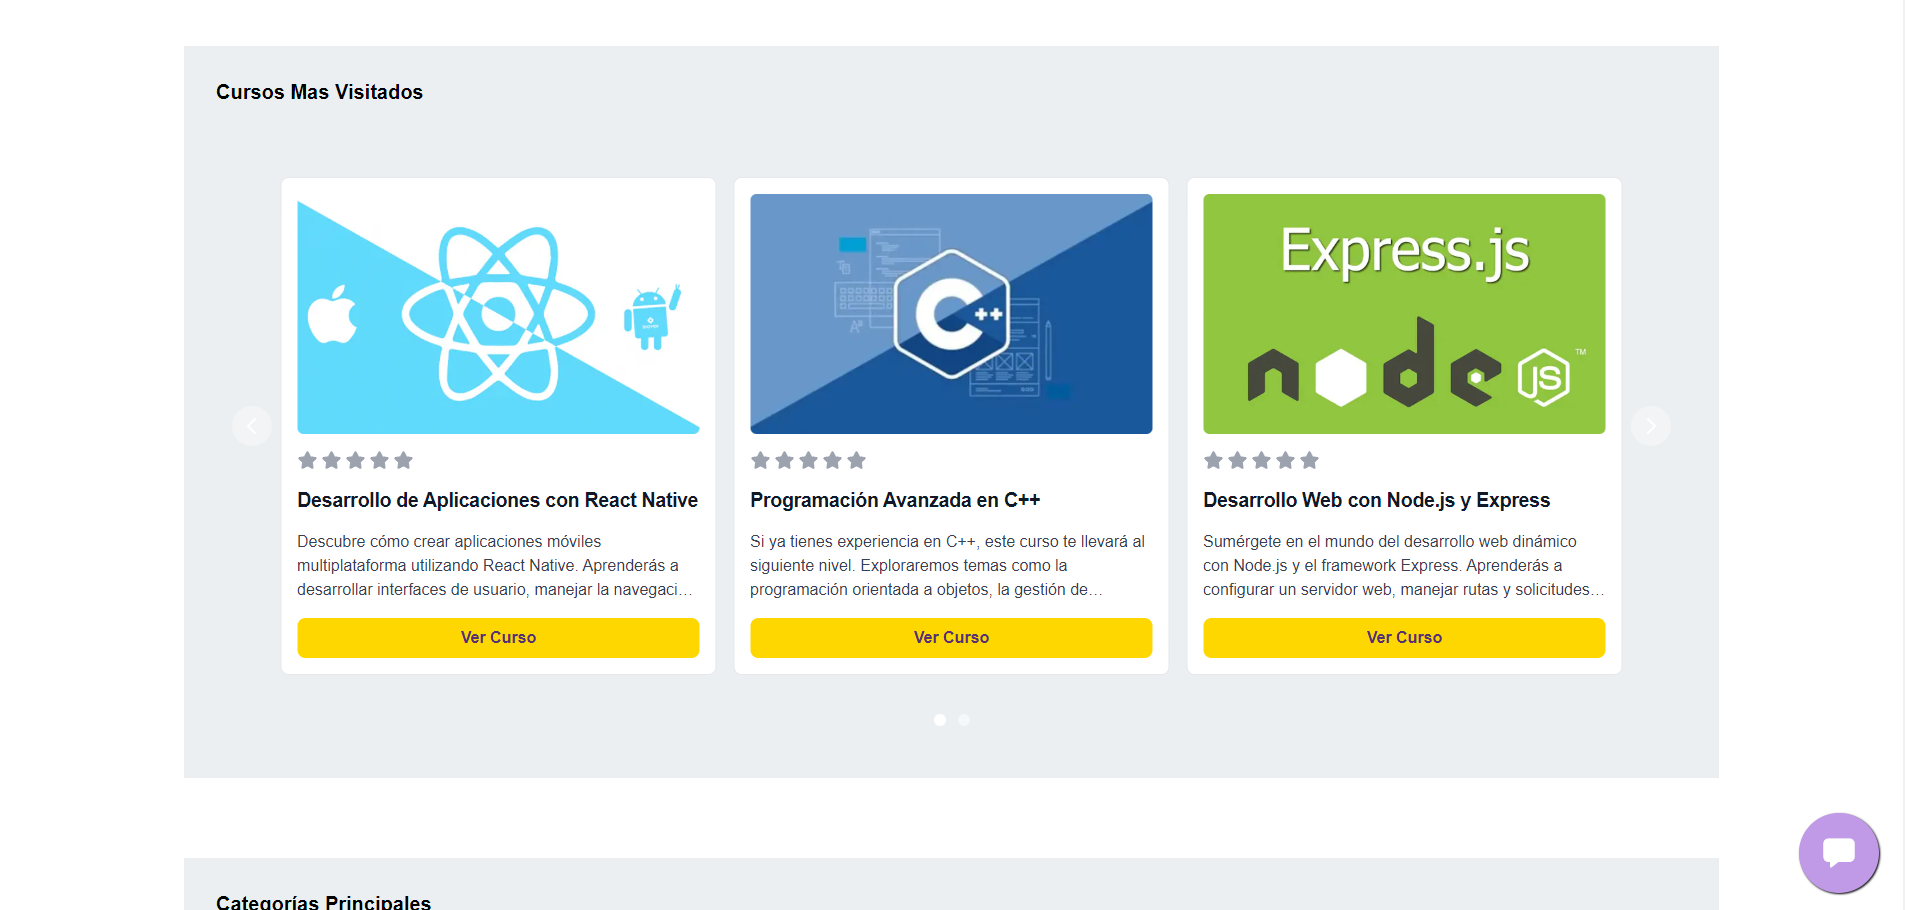 Cursos Mas Visitados
C++
Express.js
node JS TM
Desarrollo de Aplicaciones con React Native
Descubre cómo crear aplicaciones móviles
multiplataforma utilizando React Native. Aprenderás a
desarrollar interfaces de usuario, manejar la navegaci...
Ver Curso
Programación Avanzada en C++
Si ya tienes experiencia en C++, este curso te llevará al
siguiente nivel. Exploraremos temas como la
programación orientada a objetos, la gestión de...
Ver Curso
Desarrollo Web con Node.js y Express
Sumérgete en el mundo del desarrollo web dinámico
con Node.js y el framework Express. Aprenderás a
configurar un servidor web, manejar rutas y solicitudes...
Ver Curso
Categorías Principales